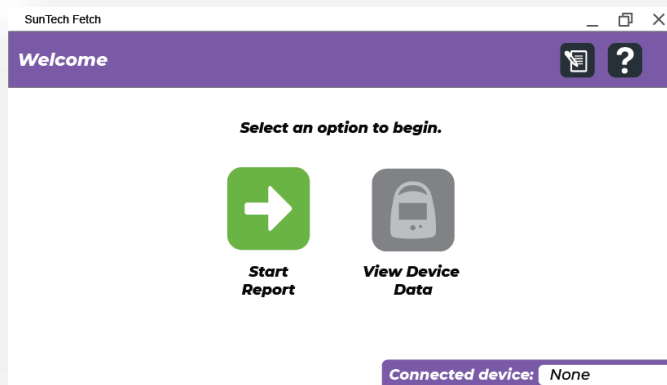 SunTech Fetch
Welcome
?
Select an option to begin.
Start
Report
View Device
Data
Connected device: None